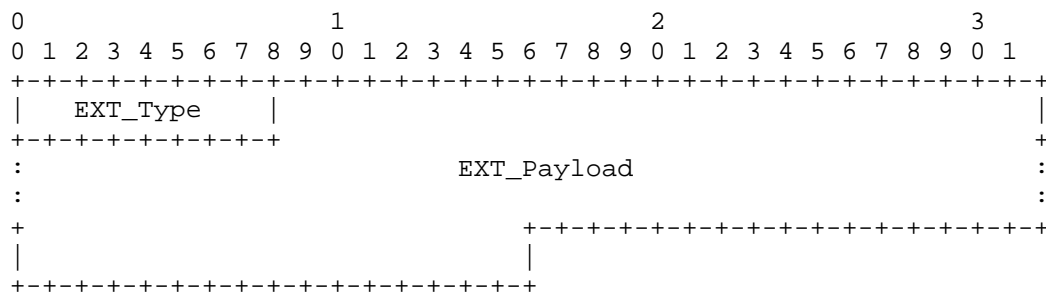 0                   1                   2                   3
0 1 2 3 4 5 6 7 8 9 0 1 2 3 4 5 6 7 8 9 0 1 2 3 4 5 6 7 8 9 0 1
+-+-+-+-+-+-+-+-+-+-+-+-+-+-+-+-+-+-+-+-+-+-+-+-+-+-+-+-+-+-+-+-+
|   EXT_Type    |                                               |
+-+-+-+-+-+-+-+-+                                               +
:                           EXT_Payload                         :
:                                                               :
+                               +-+-+-+-+-+-+-+-+-+-+-+-+-+-+-+-+
|                               |
+-+-+-+-+-+-+-+-+-+-+-+-+-+-+-+-+